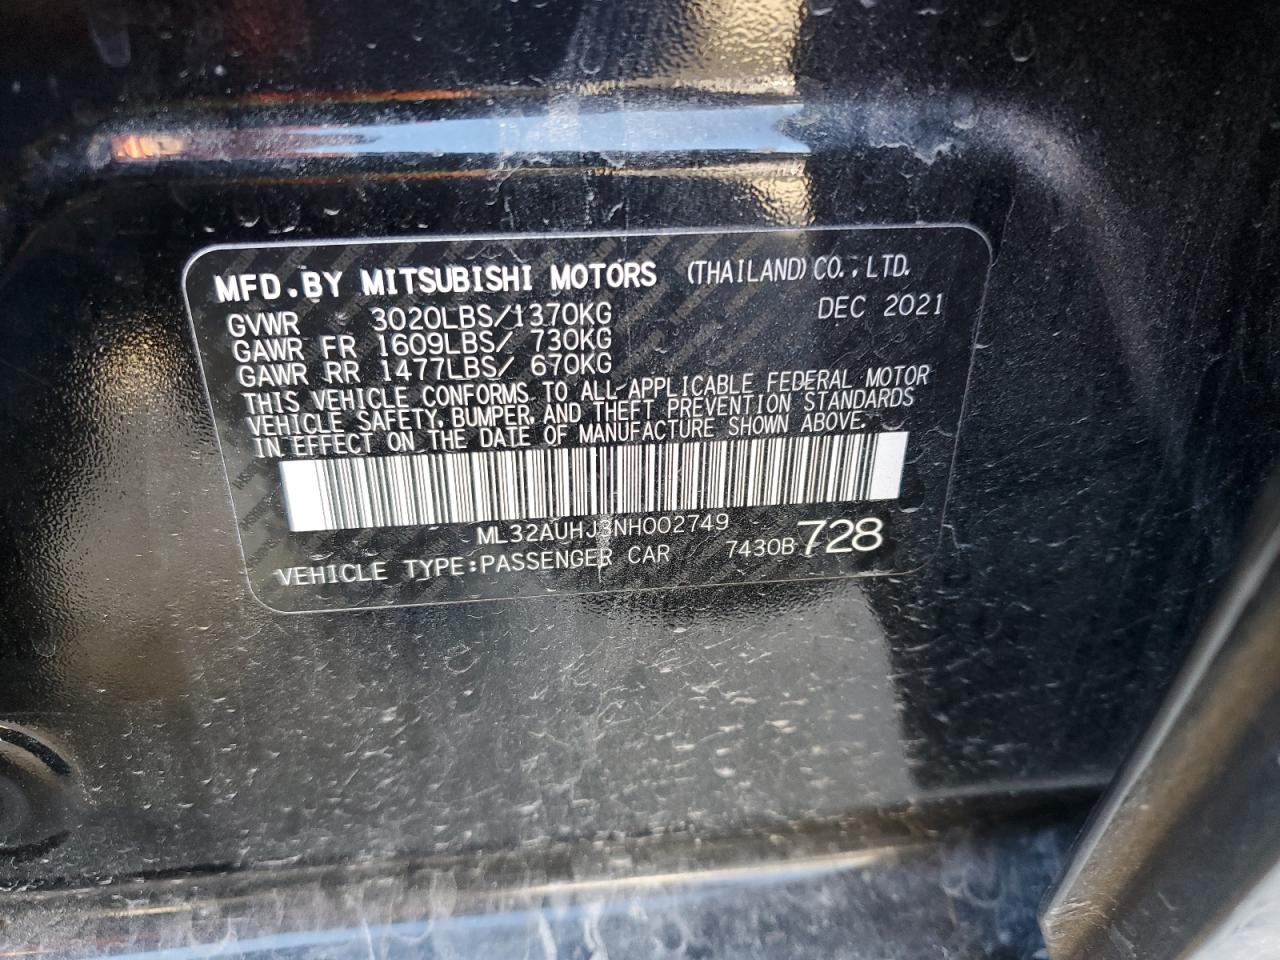 MFD.BY MITSUBISHI MOTORS (THAILAND) CO.,LTD.
GVWR 3020LBS/1370KG DEC 2021
GAWR FR 1609LBS/ 730KG
GAWR RR 1477LBS/ 670KG
THIS VEHICLE CONFORMS TO ALL APPLICABLE FEDERAL MOTOR
VEHICLE SAFETY, BUMPER, AND THEFT PREVENTION STANDARDS
IN EFFECT ON THE DATE OF MANUFACTURE SHOWN ABOVE.
ML32AUHJ3NH002749
VEHICLE TYPE:PASSENGER CAR 7430B 728